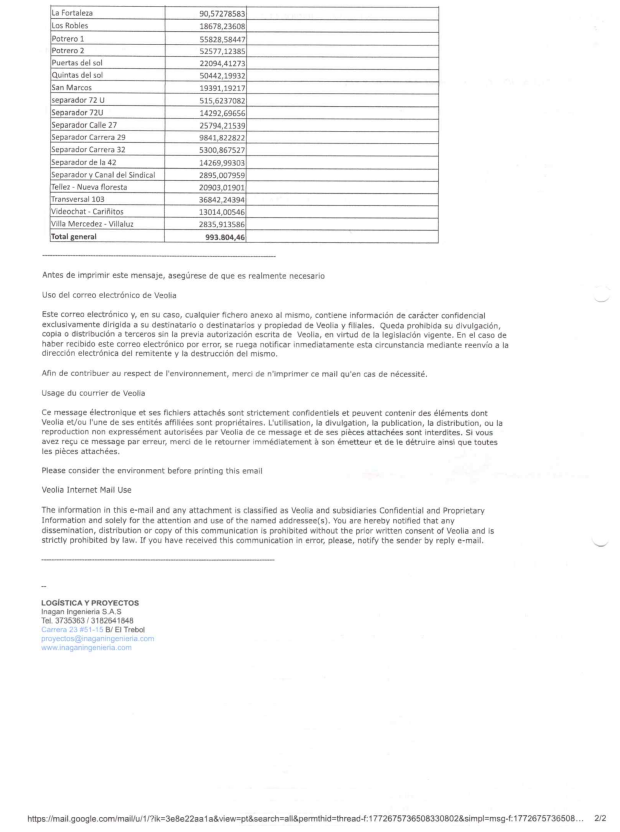 La Fortaleza 90,57278583
Los Robles 18678,23608
Potrero 1 55828,58447
Potrero 2 52577,12385
Puertas del sol 22094,41273
Quintas del sol 50442,19932
San Marcos 19391,19217
separador 72 U 515,6237082
Separador 72U 14292,69656
Separador Calle 27 25794,21539
Separador Carrera 29 9841,822822
Separador Carrera 32 5300,867527
Separador de la 42 14269,99303
Separador y Canal del Sindical 2895,007959
Tellez - Nueva floresta 20903,01901
Transversal 103 36842,24394
Videochat - Cariñitos 13014,00546
Villa Mercedez - Villaluz 2835,913586
Total general 993.804,46
Antes de imprimir este mensaje, asegúrese de que es realmente necesario
Uso del correo electrónico de Veolia
Este correo electrónico y, en su caso, cualquier fichero anexo al mismo, contiene información de carácter confidencial
exclusivamente dirigida a su destinatario o destinatarios y propiedad de Veolia y filiales. Queda prohibida su divulgación,
copia o distribución a terceros sin la previa autorización escrita de Veolia, en virtud de la legislación vigente. En el caso de
haber recibido este correo electrónico por error, se ruega notificar inmediatamente esta circunstancia mediante reenvío a la
dirección electrónica del remitente y la destrucción del mismo.
Afin de contribuer au respect de l'environnement, merci de n'imprimer ce mail qu'en cas de nécessité.
Usage du courrier de Veolia
Ce message électronique et ses fichiers attachés sont strictement confidentiels et peuvent contenir des éléments dont
Veolia et/ou l'une de ses entités affiliées sont propriétaires. L'utilisation, la divulgation, la publication, la distribution, ou la
reproduction non expressément autorisées par Veolia de ce message et de ses pièces attachées sont interdites. Si vous
avez reçu ce message par erreur, merci de le retourner immédiatement à son émetteur et de le détruire ainsi que toutes
les pièces attachées.
Please consider the environment before printing this email
Veolia Internet Mail Use
The information in this e-mail and any attachment is classified as Veolia and subsidiaries Confidential and Proprietary
Information and solely for the attention and use of the named addressee(s). You are hereby notified that any
dissemination, distribution or copy of this communication is prohibited without the prior written consent of Veolia and is
strictly prohibited by law. If you have received this communication in error, please, notify the sender by reply e-mail.
--
LOGÍSTICA Y PROYECTOS
Inagan Ingenieria S.A.S
Tel. 3735363 / 3182641848
Carrera 23 #51-15 B/ El Trebol
proyectos@inaganingenieria.com
www.inaganingenieria.com
https://mail.google.com/mail/u/1/?ik=3e8e22aa1a&view=pt&search=all&permthid=thread-f:1772675736508330802&simpl=msg-f:1772675736508... 2/2